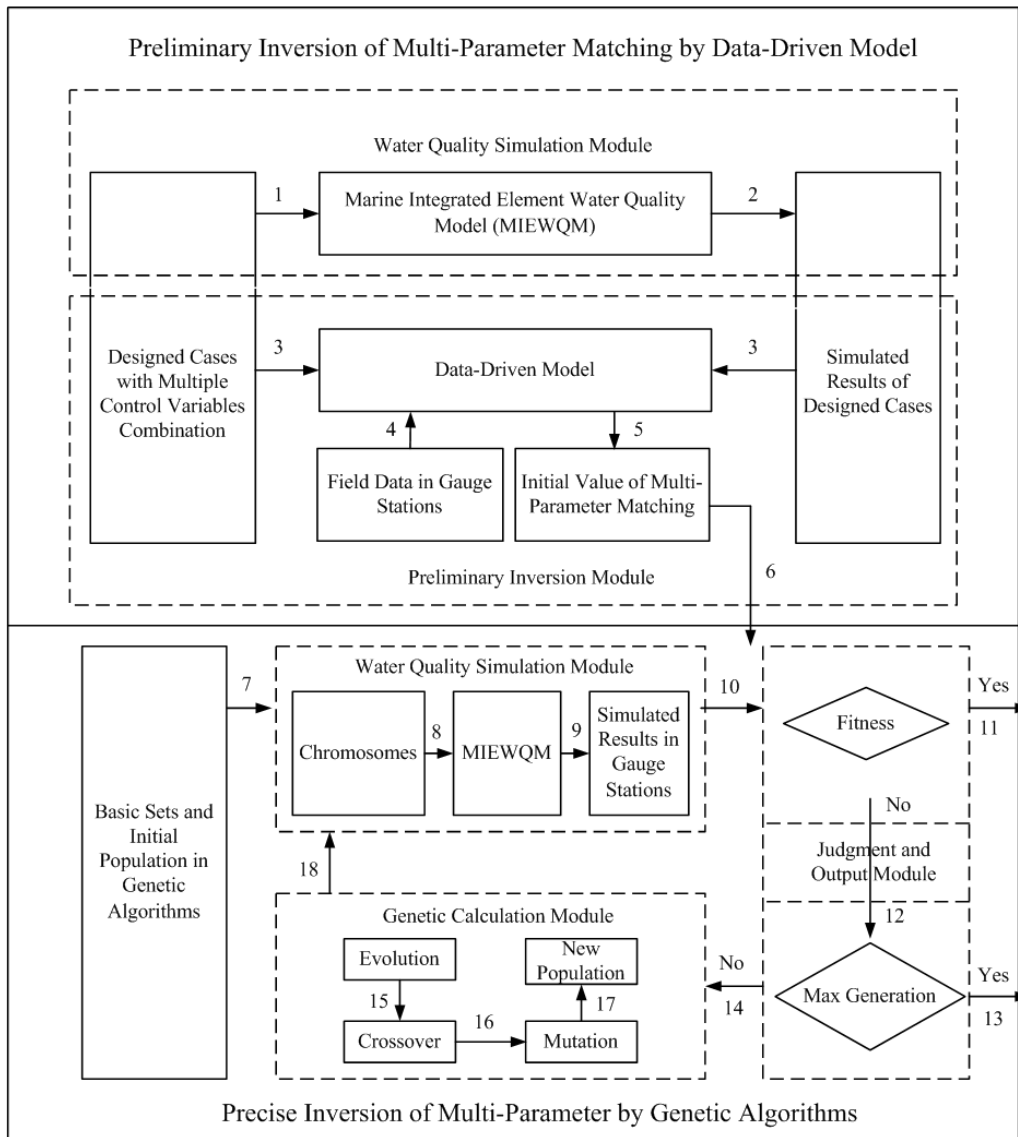 Preliminary Inversion of Multi-Parameter Matching by Data-Driven Model
Water Quality Simulation Module
1
Marine Integrated Element Water Quality
Model (MIEWQM)
2
Designed Cases
with Multiple
Control Variables
Combination
3
Data-Driven Model
3
Simulated
Results of
Designed Cases
4
5
Field Data in Gauge
Stations
Initial Value of Multi-
Parameter Matching
Preliminary Inversion Module
6
Basic Sets and
Initial
Population in
Genetic
Algorithms
7
Water Quality Simulation Module
Chromosomes
8
MIEWQM
9
Simulated
Results in
Gauge
Stations
10
Fitness
Yes
11
No
Judgment and
Output Module
12
18
Genetic Calculation Module
Evolution
15
Crossover
16
Mutation
17
New
Population
No
14
Max Generation
Yes
13
Precise Inversion of Multi-Parameter by Genetic Algorithms